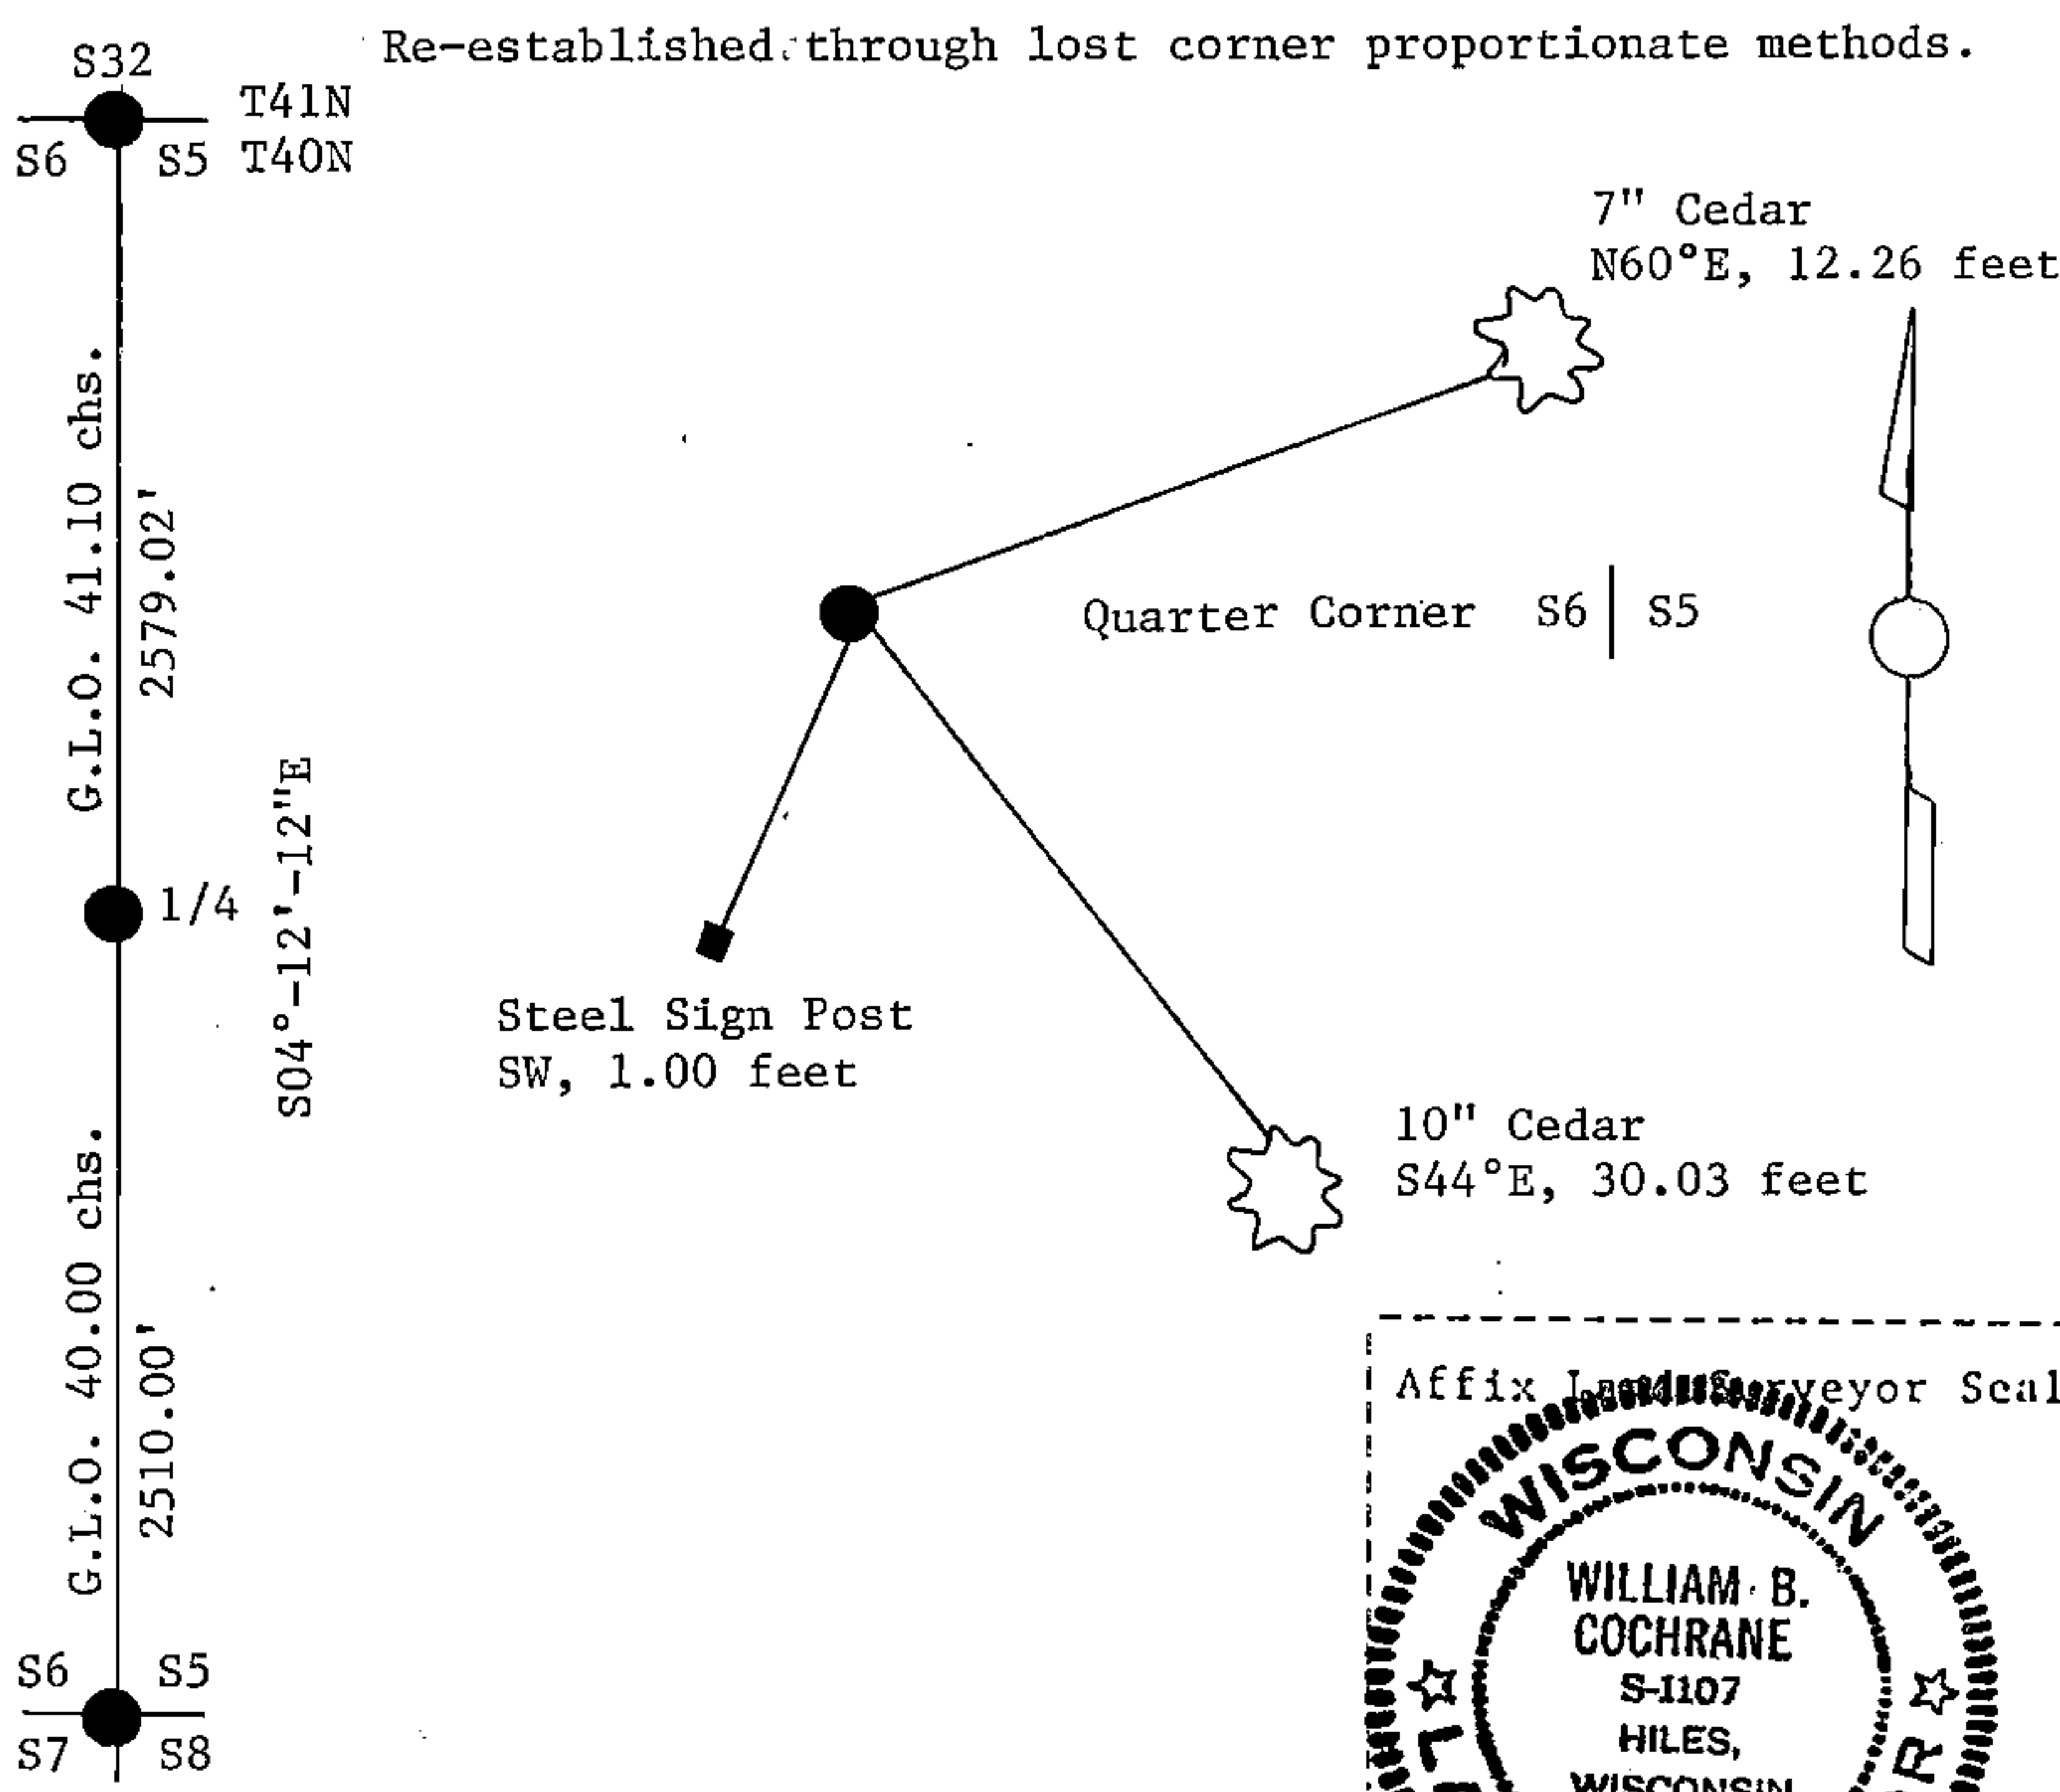 Re-established through lost corner proportionate methods.
S32
T41N
S6 S5 T40N
7" Cedar
N60°E, 12.26 feet
G.L.O. 41.10 chs.
2579.02'
Quarter Corner S6 | S5
1/4
S04°-12'-12"E
Steel Sign Post
SW, 1.00 feet
10" Cedar
S44°E, 30.03 feet
G.L.O. 40.00 chs.
2510.00'
S6 S5
S7 S8
Affix Land Surveyor Seal
WISCONSIN
WILLIAM B.
COCHRANE
S-1107
HILES,
WISCONSIN